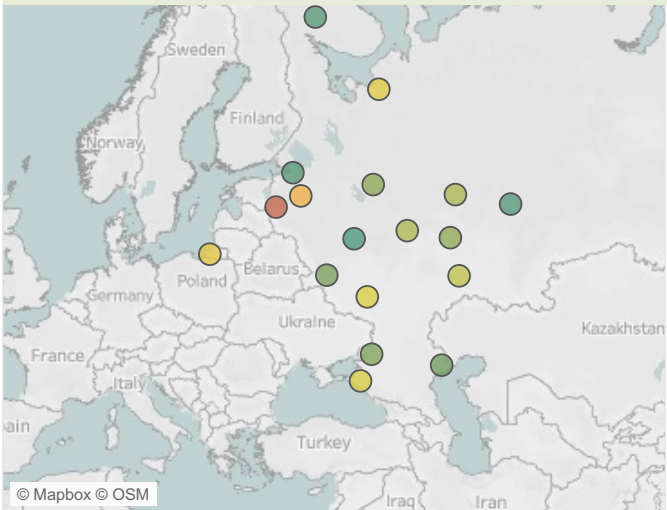 Sweden
Finland
Norway
Belarus
Poland
Germany
Ukraine
Kazakhstan
France
Italy
ain
Turkey
Iraq
Iran
© Mapbox © OSM